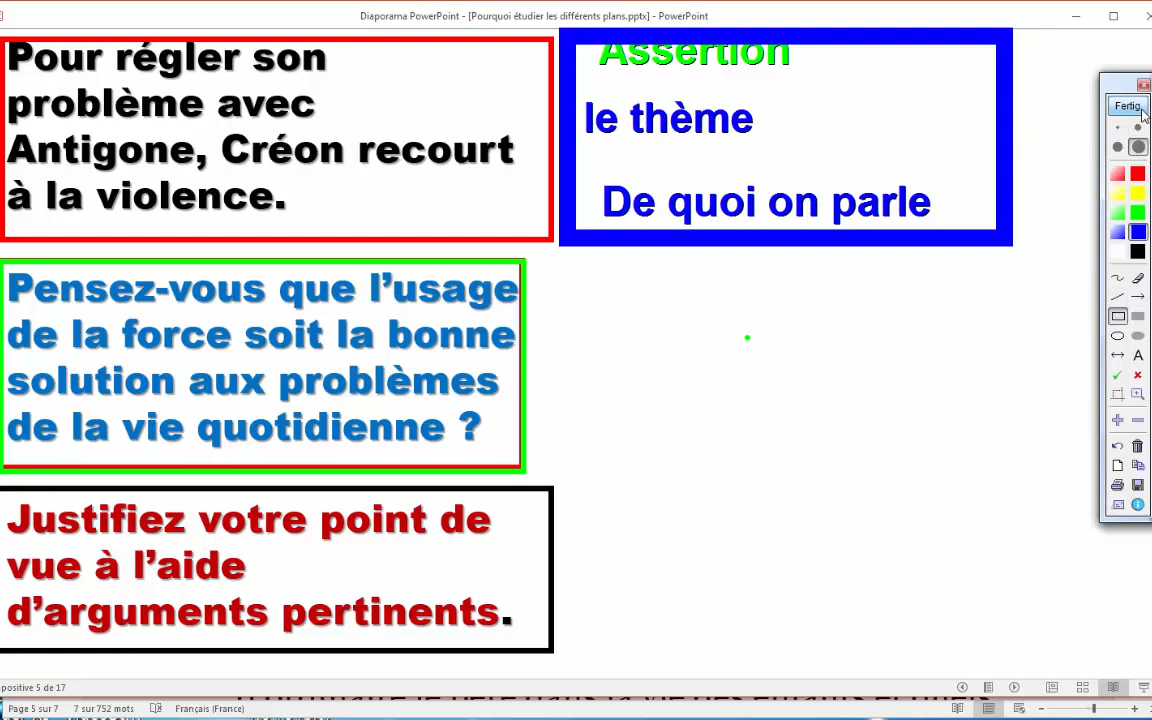 Diaporama PowerPoint - [Pourquoi étudier les différents plans.pptx] - PowerPoint
Pour régler son
problème avec
Antigone, Créon recourt
à la violence.
Assertion
le thème
De quoi on parle
Fertig
A
Pensez-vous que l’usage
de la force soit la bonne
solution aux problèmes
de la vie quotidienne ?
Justifiez votre point de
vue à l’aide
d’arguments pertinents.
positive 5 de 17
Page 5 sur 7
7 sur 752 mots
Français (France)